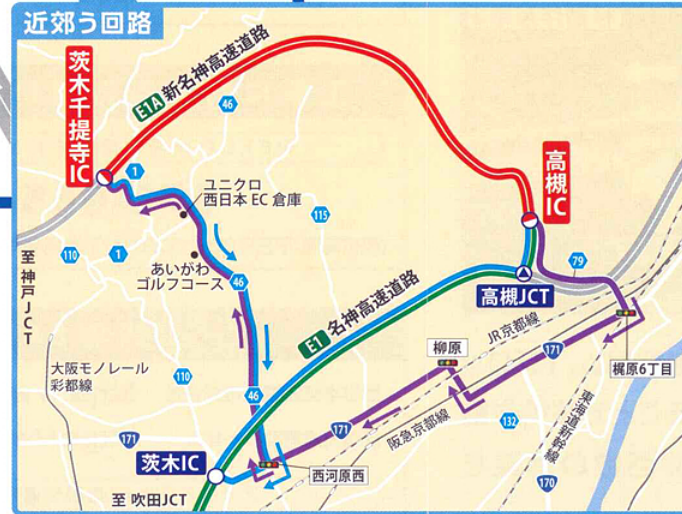 近郊う回路
E1A 新名神高速道路
茨木千提寺
IC
46
1
ユニクロ
西日本 EC 倉庫
115
高槻
IC
110
1
79
至 神戸JCT
あいがわ
ゴルフコース
46
E1 名神高速道路
高槻JCT
JR京都線
柳原
171
梶原6丁目
大阪モノレール
彩都線
110
46
171
阪急京都線
132
東海道新幹線
171
茨木IC
西河原西
170
至 吹田JCT